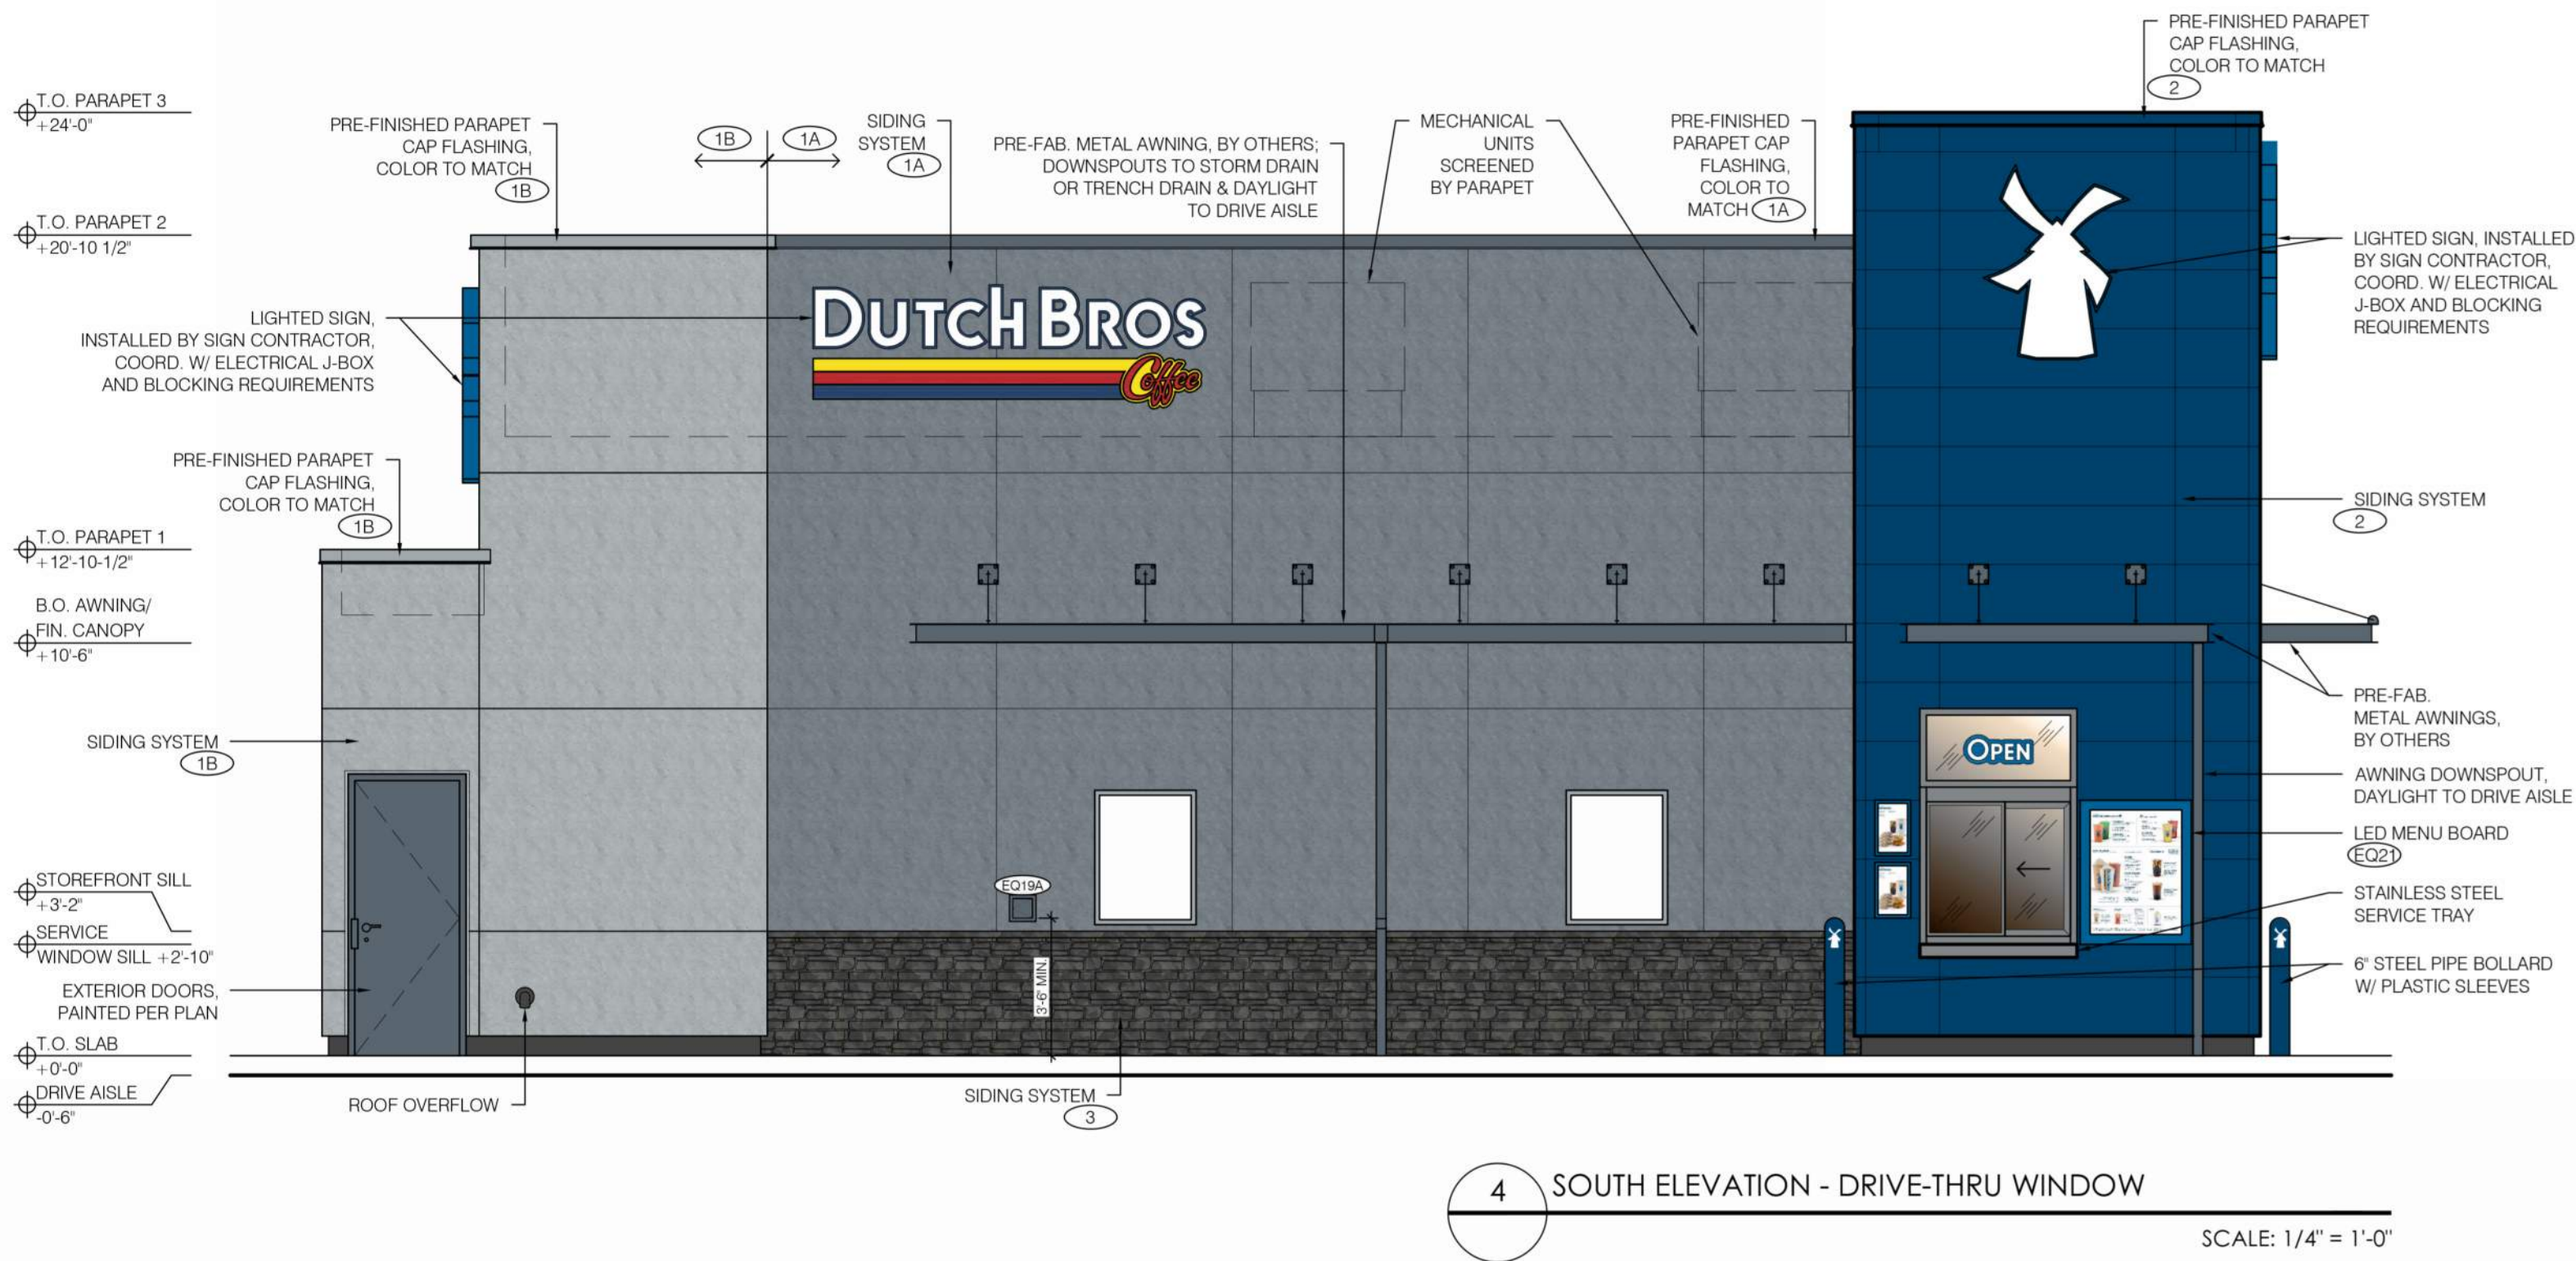 T.O. PARAPET 3
+24'-0"
T.O. PARAPET 2
+20'-10 1/2"
T.O. PARAPET 1
+12'-10-1/2"
B.O. AWNING/
FIN. CANOPY
+10'-6"
STOREFRONT SILL
+3'-2"
SERVICE
WINDOW SILL +2'-10"
T.O. SLAB
+0'-0"
DRIVE AISLE
-0'-6"
PRE-FINISHED PARAPET
CAP FLASHING,
COLOR TO MATCH
1B
LIGHTED SIGN,
INSTALLED BY SIGN CONTRACTOR,
COORD. W/ ELECTRICAL J-BOX
AND BLOCKING REQUIREMENTS
PRE-FINISHED PARAPET
CAP FLASHING,
COLOR TO MATCH
1B
SIDING SYSTEM
1B
EXTERIOR DOORS,
PAINTED PER PLAN
ROOF OVERFLOW
1B 1A
SIDING
SYSTEM
1A
PRE-FAB. METAL AWNING, BY OTHERS;
DOWNSPOUTS TO STORM DRAIN
OR TRENCH DRAIN & DAYLIGHT
TO DRIVE AISLE
MECHANICAL
UNITS
SCREENED
BY PARAPET
PRE-FINISHED
PARAPET CAP
FLASHING,
COLOR TO
MATCH 1A
DUTCH BROS
Coffee
EQ19A
3'-6" MIN.
SIDING SYSTEM
3
OPEN
PRE-FINISHED PARAPET
CAP FLASHING,
COLOR TO MATCH
2
LIGHTED SIGN, INSTALLED
BY SIGN CONTRACTOR,
COORD. W/ ELECTRICAL
J-BOX AND BLOCKING
REQUIREMENTS
SIDING SYSTEM
2
PRE-FAB.
METAL AWNINGS,
BY OTHERS
AWNING DOWNSPOUT,
DAYLIGHT TO DRIVE AISLE
LED MENU BOARD
EQ21
STAINLESS STEEL
SERVICE TRAY
6" STEEL PIPE BOLLARD
W/ PLASTIC SLEEVES
4
SOUTH ELEVATION - DRIVE-THRU WINDOW
SCALE: 1/4" = 1'-0"